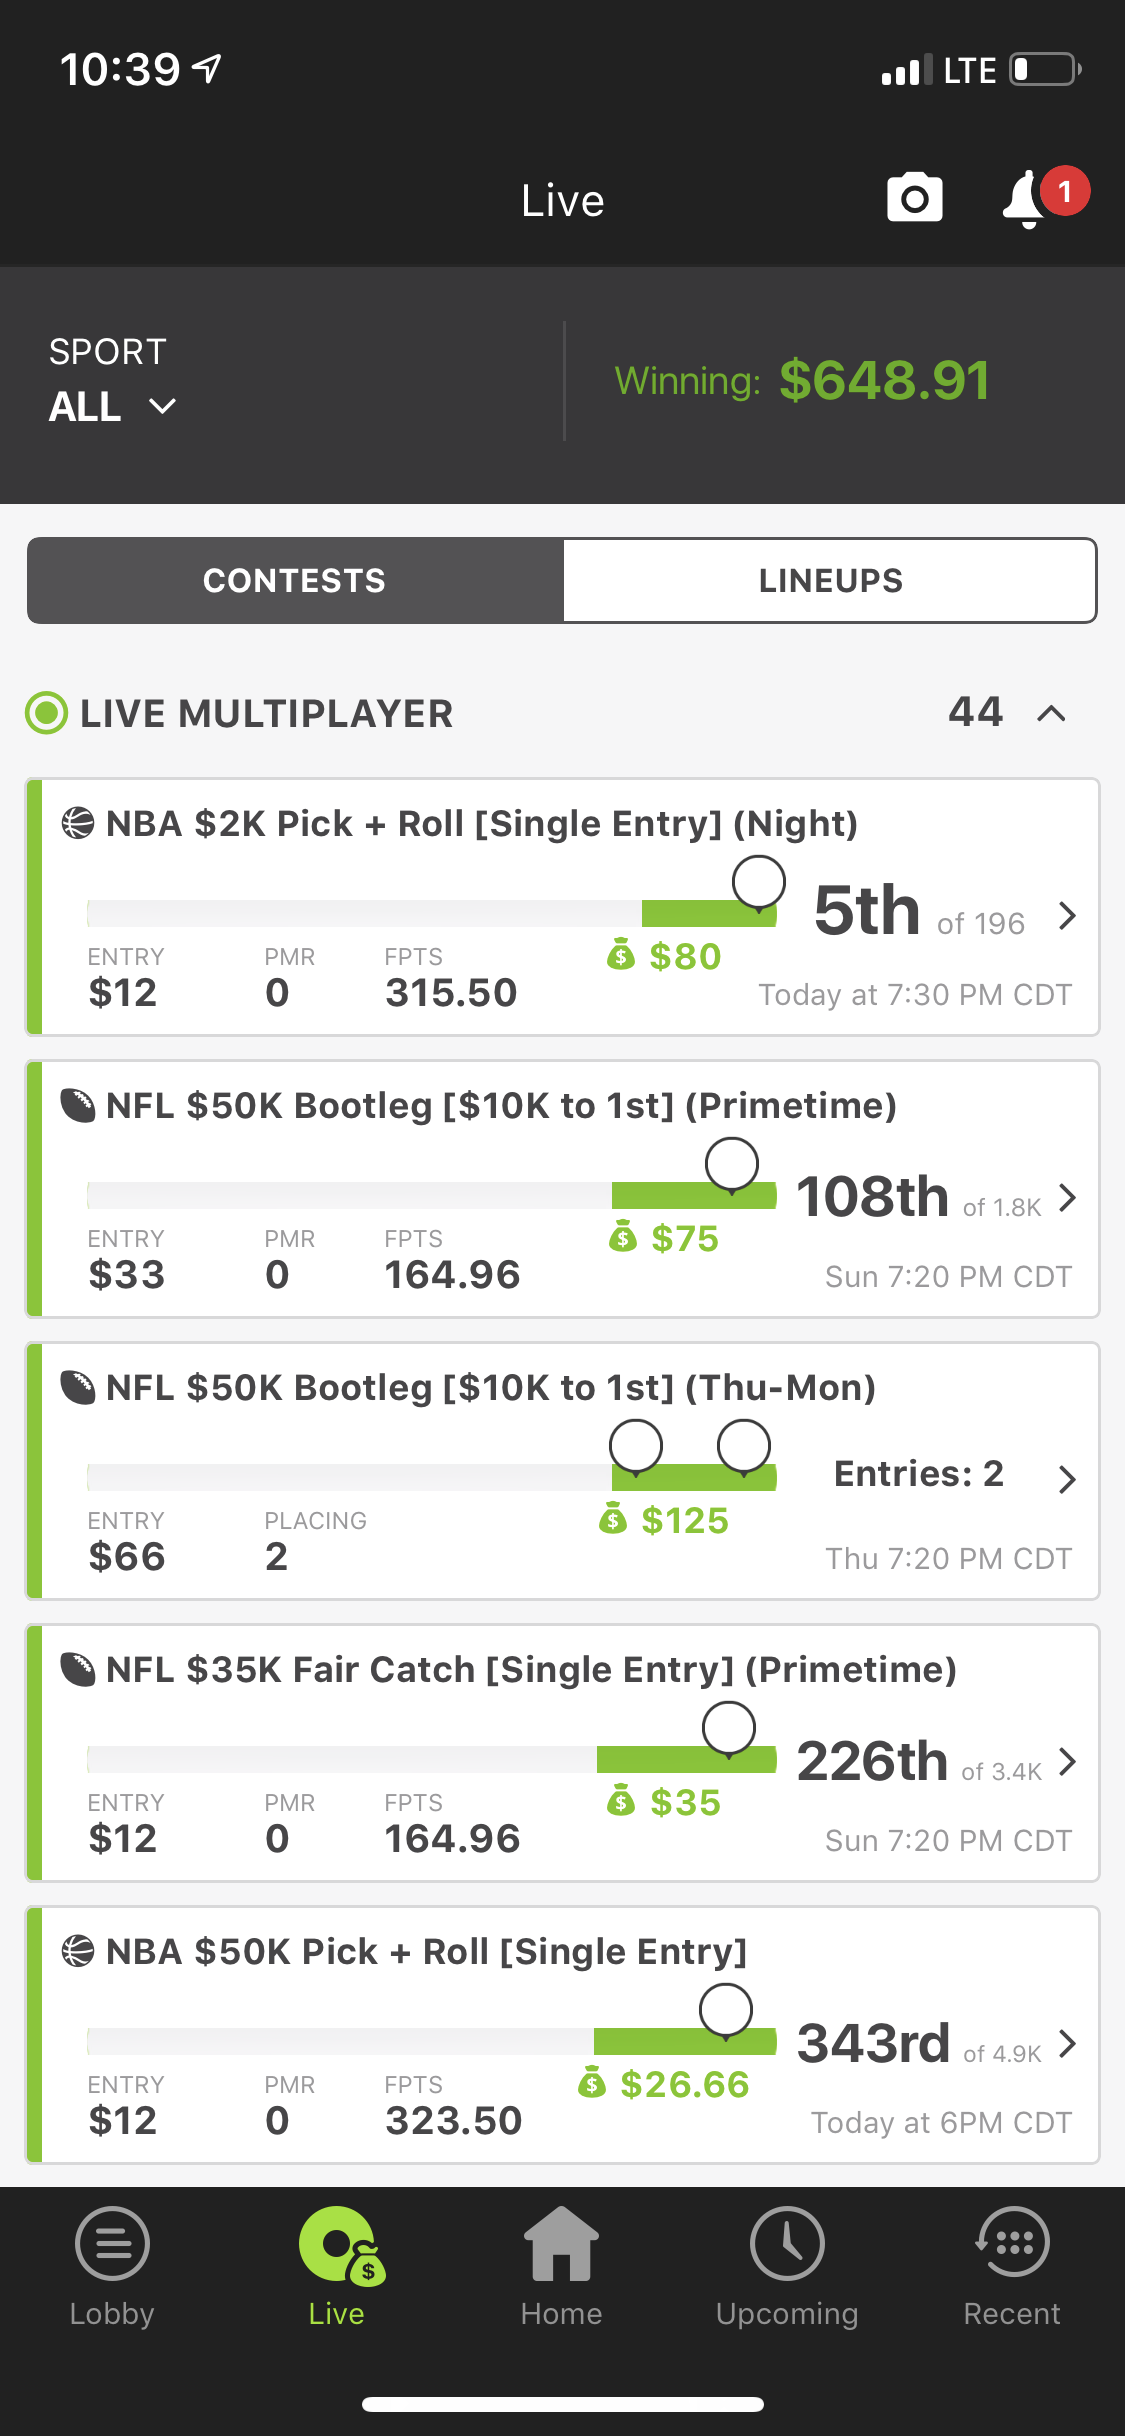 10:39
LTE
Live
1
SPORT
ALL
Winning: $648.91
CONTESTS
LINEUPS
LIVE MULTIPLAYER
44
NBA $2K Pick + Roll [Single Entry] (Night)
5th of 196
ENTRY PMR FPTS
$ $80
$12 0 315.50
Today at 7:30 PM CDT
NFL $50K Bootleg [$10K to 1st] (Primetime)
108th of 1.8K
ENTRY PMR FPTS
$ $75
$33 0 164.96
Sun 7:20 PM CDT
NFL $50K Bootleg [$10K to 1st] (Thu-Mon)
Entries: 2
ENTRY PLACING
$ $125
$66 2
Thu 7:20 PM CDT
NFL $35K Fair Catch [Single Entry] (Primetime)
226th of 3.4K
ENTRY PMR FPTS
$ $35
$12 0 164.96
Sun 7:20 PM CDT
NBA $50K Pick + Roll [Single Entry]
343rd of 4.9K
ENTRY PMR FPTS
$ $26.66
$12 0 323.50
Today at 6PM CDT
$
Lobby Live Home Upcoming Recent